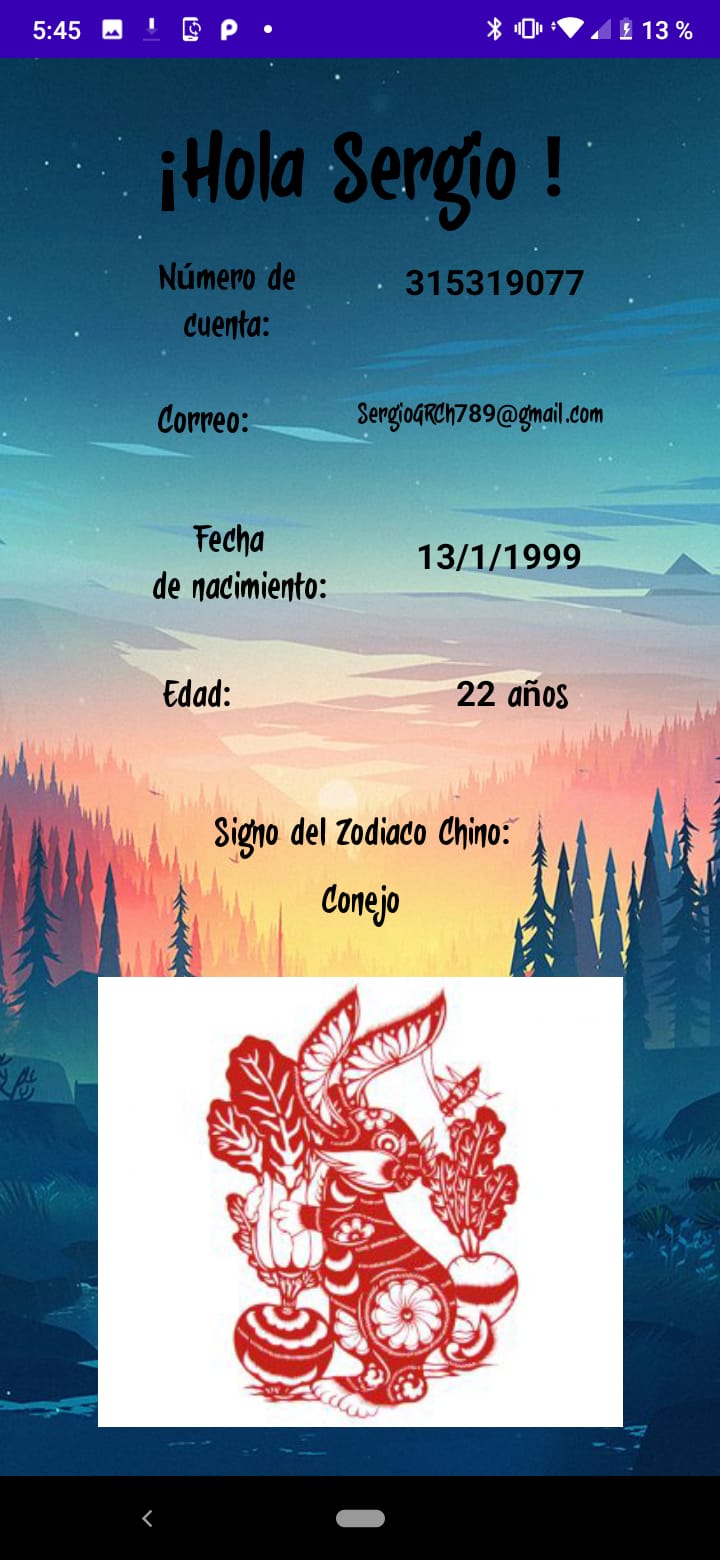 5:45 13 %
¡Hola Sergio !
Número de
cuenta:
315319077
Correo:
SergioGRCh789@gmail.com
Fecha
de nacimiento:
13/1/1999
Edad:
22 años
Signo del Zodiaco Chino:
Conejo